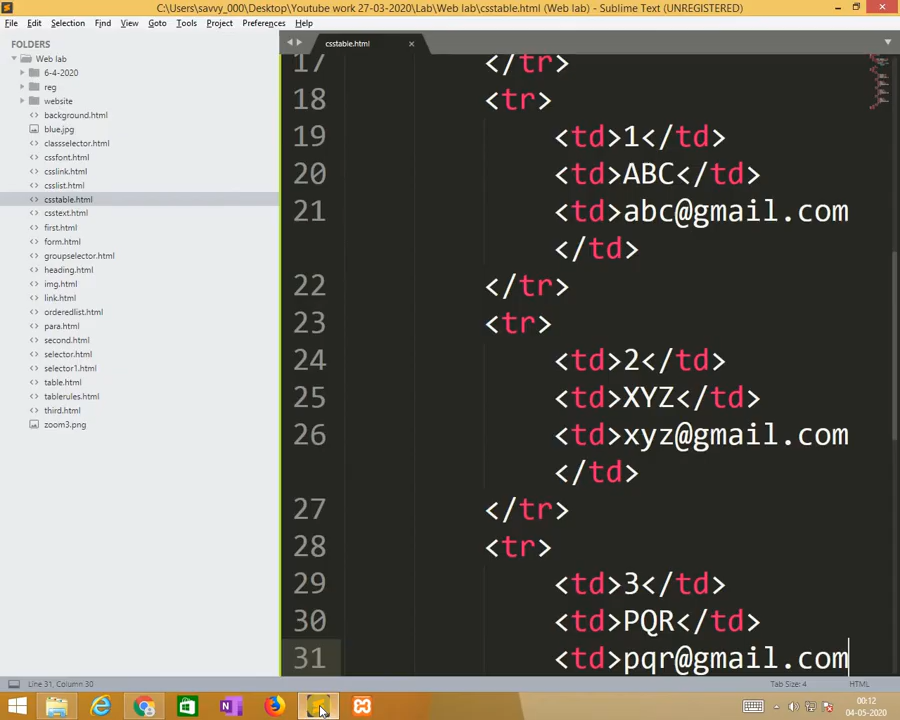 C:\Users\savvy_000\Desktop\Youtube work 27-03-2020\Lab\Web lab\csstable.html (Web lab) - Sublime Text (UNREGISTERED)
File Edit Selection Find View Goto Tools Project Preferences Help
FOLDERS
Web lab
6-4-2020
reg
website
background.html
blue.jpg
classselector.html
cssfont.html
csslink.html
csslist.html
csstable.html
csstext.html
first.html
form.html
groupselector.html
heading.html
img.html
link.html
orderedlist.html
para.html
second.html
selector.html
selector1.html
table.html
tablerules.html
third.html
zoom3.png
csstable.html
17 </tr>
18 <tr>
19 <td>1</td>
20 <td>ABC</td>
21 <td>abc@gmail.com
</td>
22 </tr>
23 <tr>
24 <td>2</td>
25 <td>XYZ</td>
26 <td>xyz@gmail.com
</td>
27 </tr>
28 <tr>
29 <td>3</td>
30 <td>PQR</td>
31 <td>pqr@gmail.com
Line 31, Column 30
Tab Size: 4
HTML
00:12
04-05-2020